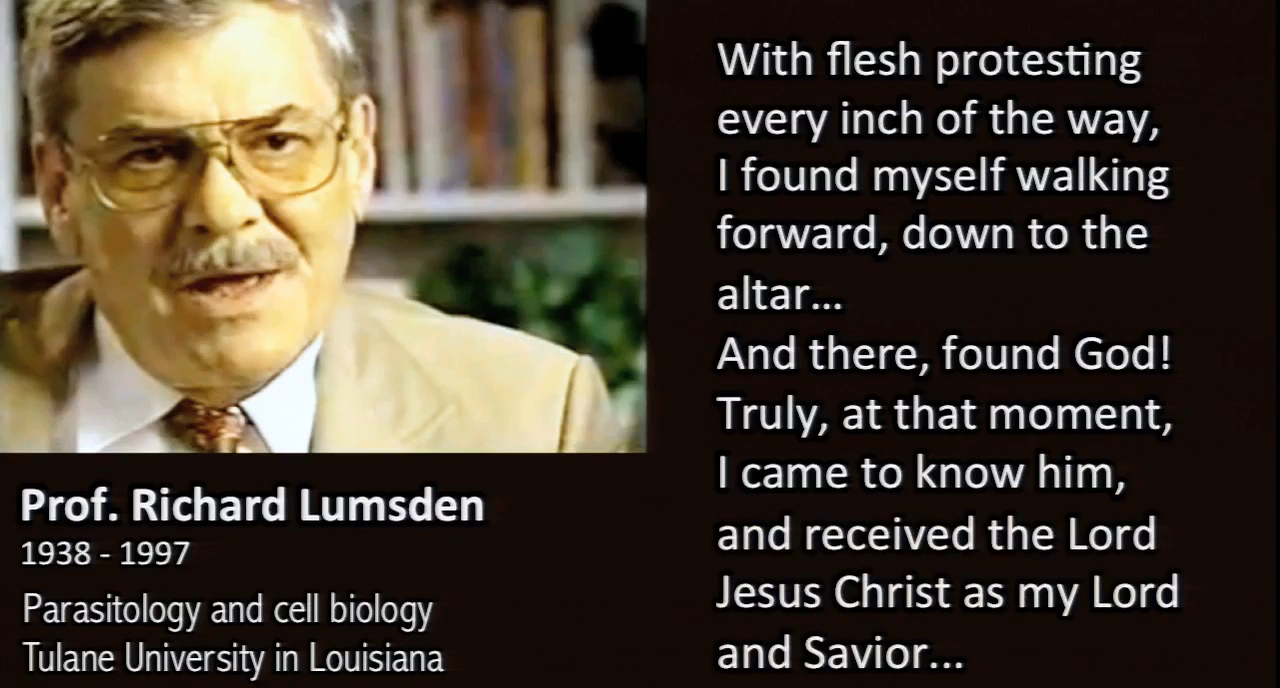 With flesh protesting
every inch of the way,
I found myself walking
forward, down to the
altar...
And there, found God!
Truly, at that moment,
I came to know him,
and received the Lord
Jesus Christ as my Lord
and Savior...
Prof. Richard Lumsden
1938 - 1997
Parasitology and cell biology
Tulane University in Louisiana